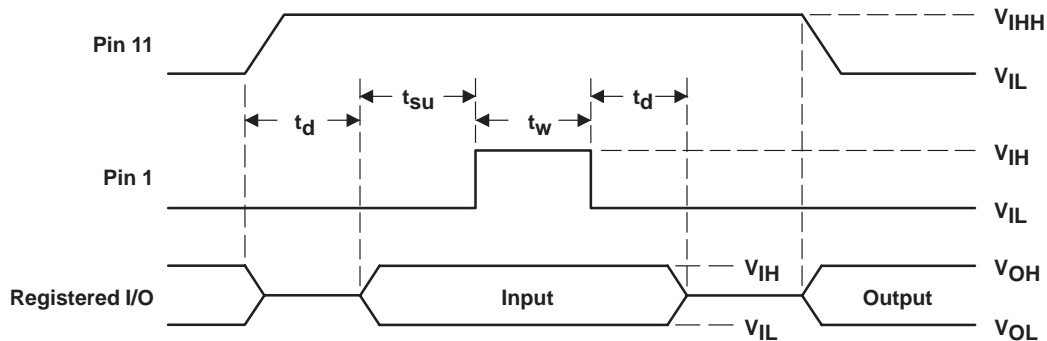 Pin 11
VIHH
VIL
tsu
td
td
tw
Pin 1
VIH
VIL
Registered I/O
Input
VIH
VIL
Output
VOH
VOL